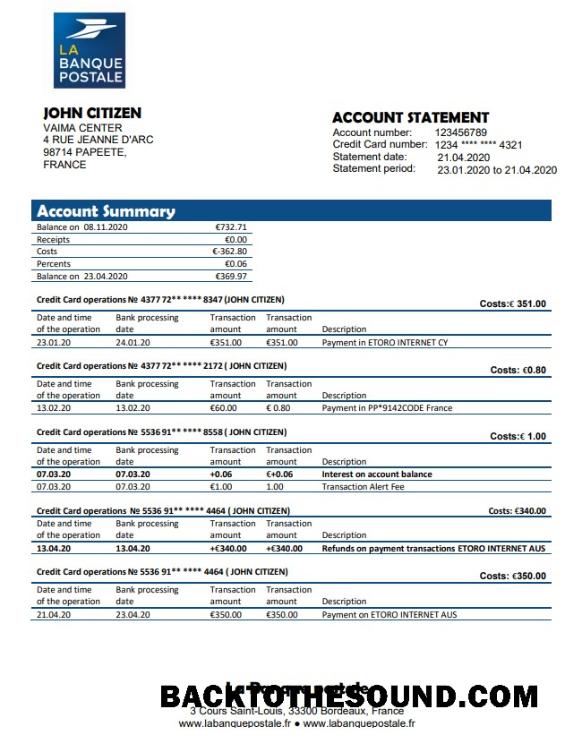 LA
BANQUE
POSTALE
JOHN CITIZEN
VAIMA CENTER
4 RUE JEANNE D'ARC
98714 PAPEETE,
FRANCE
ACCOUNT STATEMENT
Account number: 123456789
Credit Card number: 1234 **** **** 4321
Statement date: 21.04.2020
Statement period: 23.01.2020 to 21.04.2020
Account Summary
Balance on 08.11.2020 €732.71
Receipts €0.00
Costs €-362.80
Percents €0.06
Balance on 23.04.2020 €369.97
Credit Card operations № 4377 72** **** 8347 (JOHN CITIZEN) Costs:€ 351.00
Date and time Bank processing Transaction Transaction
of the operation date amount amount Description
23.01.20 24.01.20 €351.00 €351.00 Payment in ETORO INTERNET CY
Credit Card operations № 4377 72** **** 2172 ( JOHN CITIZEN) Costs: €0.80
Date and time Bank processing Transaction Transaction
of the operation date amount amount Description
13.02.20 13.02.20 €60.00 € 0.80 Payment in PP*9142CODE France
Credit Card operations № 5536 91** **** 8558 ( JOHN CITIZEN) Costs:€ 1.00
Date and time Bank processing Transaction Transaction
of the operation date amount amount Description
07.03.20 07.03.20 +0.06 €+0.06 Interest on account balance
07.03.20 07.03.20 €1.00 1.00 Transaction Alert Fee
Credit Card operations № 5536 91** **** 4464 ( JOHN CITIZEN) Costs: €340.00
Date and time Bank processing Transaction Transaction
of the operation date amount amount Description
13.04.20 13.04.20 +€340.00 +€340.00 Refunds on payment transactions ETORO INTERNET AUS
Credit Card operations № 5536 91** **** 4464 ( JOHN CITIZEN) Costs: €350.00
Date and time Bank processing Transaction Transaction
of the operation date amount amount Description
21.04.20 23.04.20 €350.00 €350.00 Payment on ETORO INTERNET AUS
La Banque postale
BACKTOTHESOUND.COM
3 Cours Saint-Louis, 33300 Bordeaux, France
www.labanquepostale.fr ● www.labanquepostale.fr